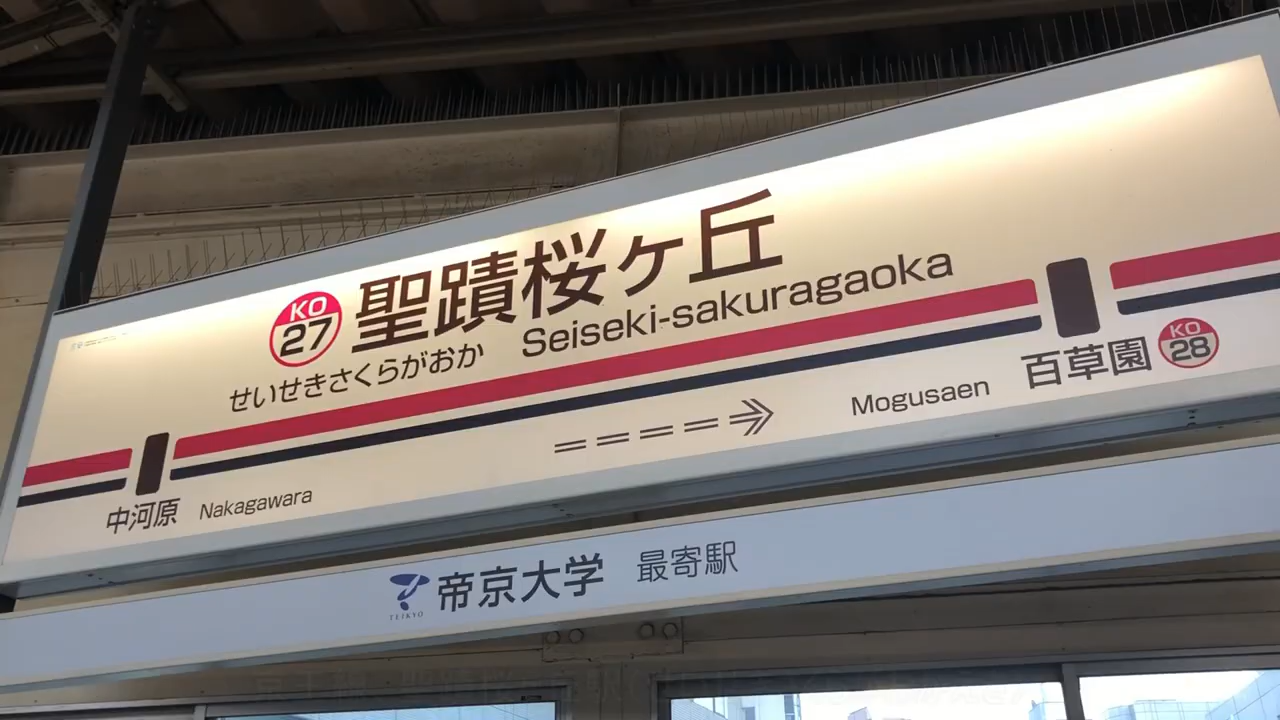 KO
27
聖蹟桜ヶ丘
せいせきさくらがおか
Seiseki-sakuragaoka
中河原 Nakagawara
Mogusaen 百草園
KO
28
帝京大学 最寄駅
TEIKYO